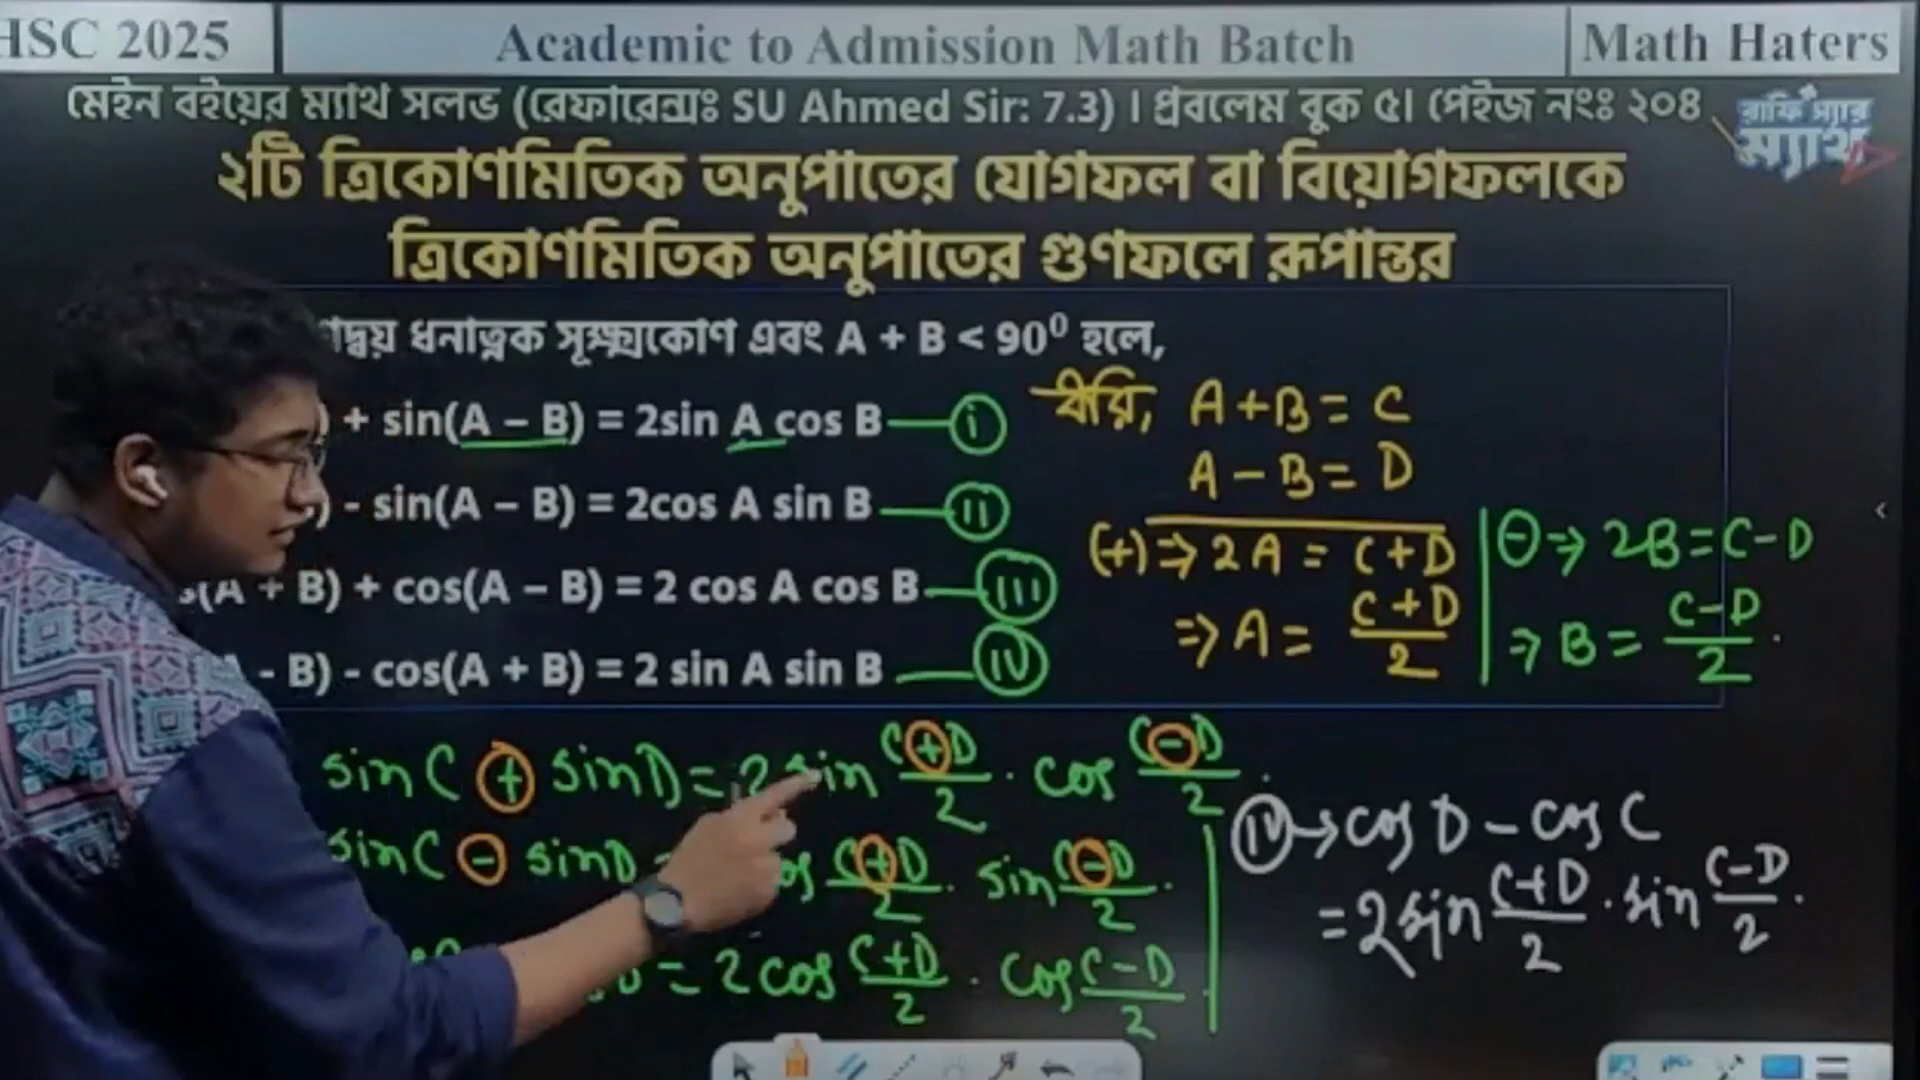 HSC 2025
Academic to Admission Math Batch
Math Haters
মেইন বইয়ের ম্যাথ সলভ (রেফারেন্সঃ SU Ahmed Sir: 7.3) । প্রবলেম বুক ৫। পেইজ নংঃ ২০৪
রাফি স্যার
ম্যাথ
২টি ত্রিকোণমিতিক অনুপাতের যোগফল বা বিয়োগফলকে
ত্রিকোণমিতিক অনুপাতের গুণফলে রূপান্তর
ধনাত্নক সূক্ষ্মকোণ এবং A + B < 90⁰ হলে,
) + sin(A – B) = 2sin A cos B — i
) - sin(A – B) = 2cos A sin B — ii
s(A + B) + cos(A – B) = 2 cos A cos B — iii
- B) - cos(A + B) = 2 sin A sin B — iv
ধরি, A+B = C
A – B = D
(+) ⇒ 2A = C+D
⇒ A = (C+D)/2
(-) ⇒ 2B = C-D
⇒ B = (C-D)/2
sin C + sin D = 2 sin (C+D)/2 . cos (C-D)/2
sin C - sin D = (C+D)/2 . sin (C-D)/2
= 2 cos (C+D)/2 . cos (C-D)/2
iv → cos D - cos C
= 2 sin (C+D)/2 . sin (C-D)/2 .